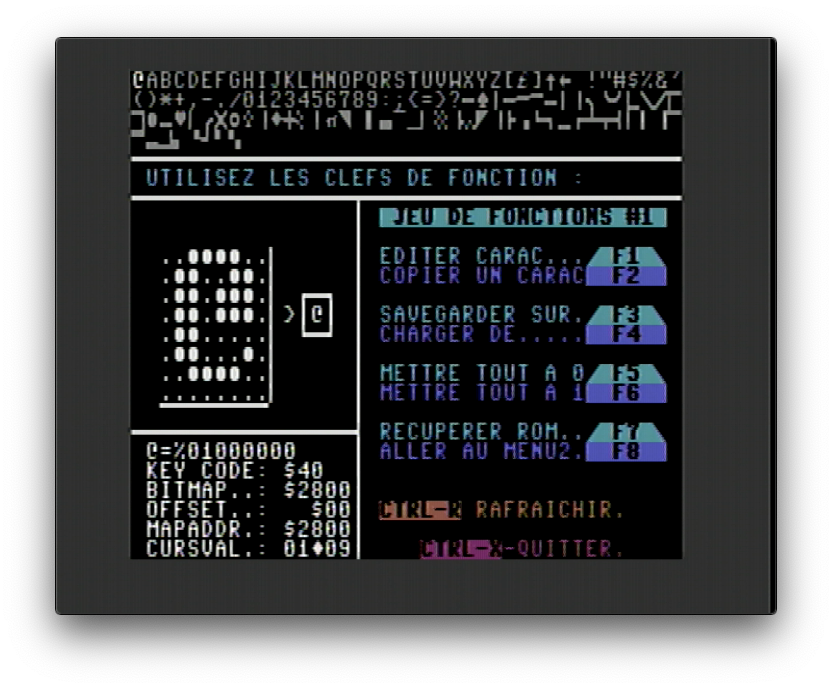 @ABCDEFGHIJKLMNOPQRSTUVWXYZ[£]↑← !"#$%&'
()*+,-./0123456789:;<=>?
UTILISEZ LES CLEFS DE FONCTION :
JEU DE FONCTIONS #1
EDITER CARAC... F1
COPIER UN CARAC F2
SAVEGARDER SUR. F3
CHARGER DE..... F4
METTRE TOUT A 0 F5
METTRE TOUT A 1 F6
RECUPERER ROM.. F7
ALLER AU MENU2. F8
CTRL-R RAFRAICHIR.
CTRL-X-QUITTER.
>@
@=%01000000
KEY CODE: $40
BITMAP..: $2800
OFFSET..: $00
MAPADDR.: $2800
CURSVAL.: 01♦09